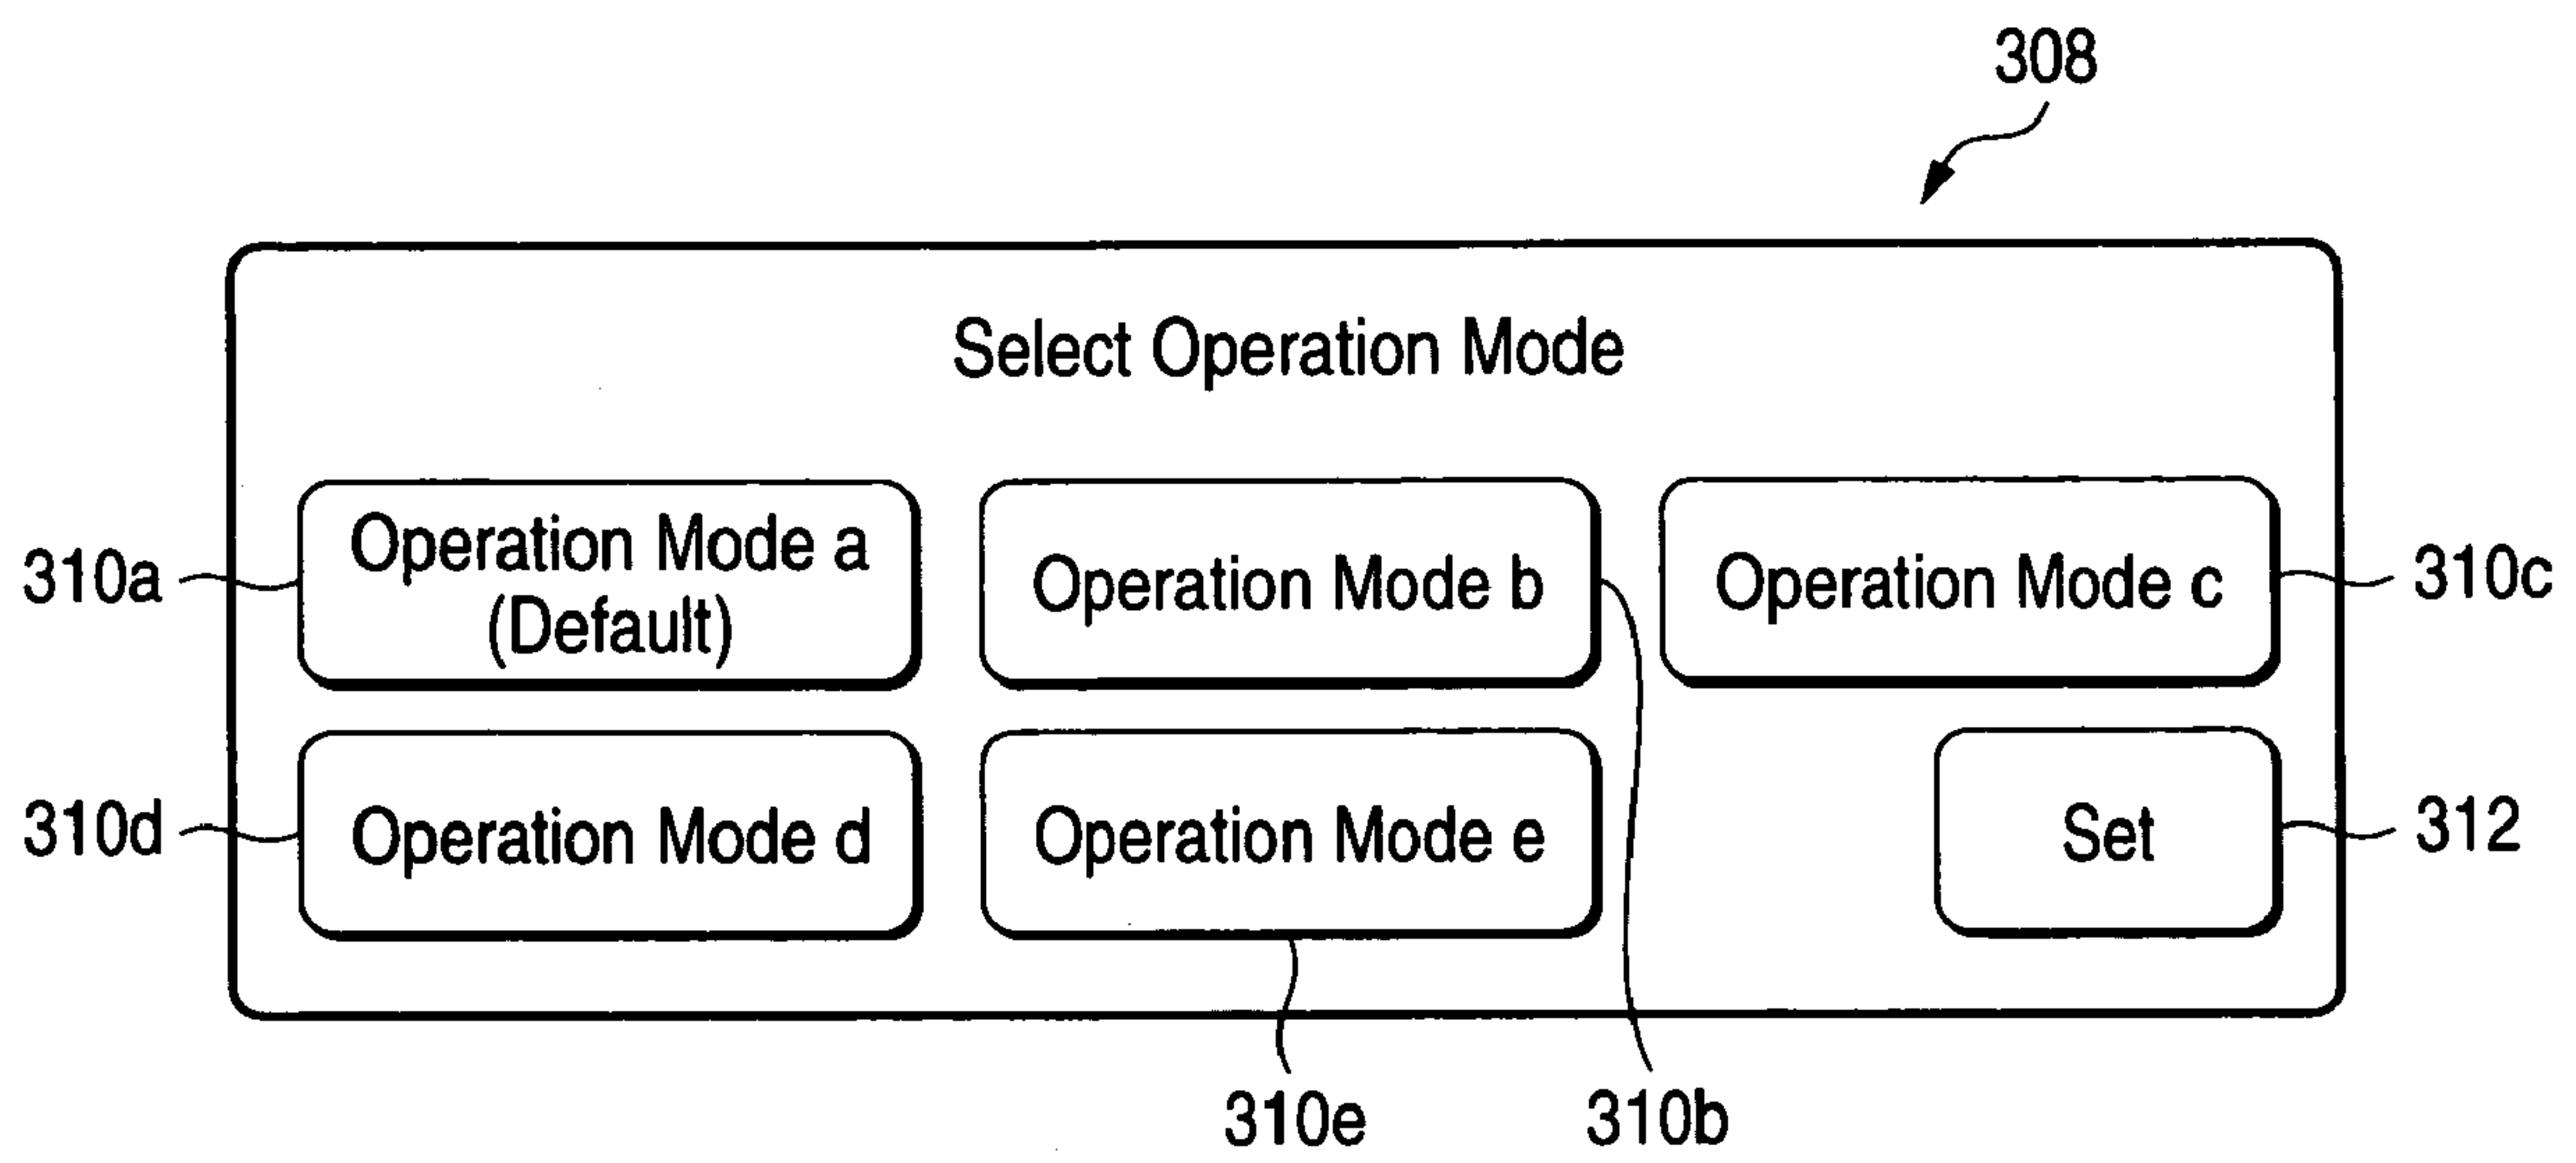 308
Select Operation Mode
310a
Operation Mode a
(Default)
Operation Mode b
Operation Mode c
310c
310d
Operation Mode d
Operation Mode e
Set
312
310e
310b